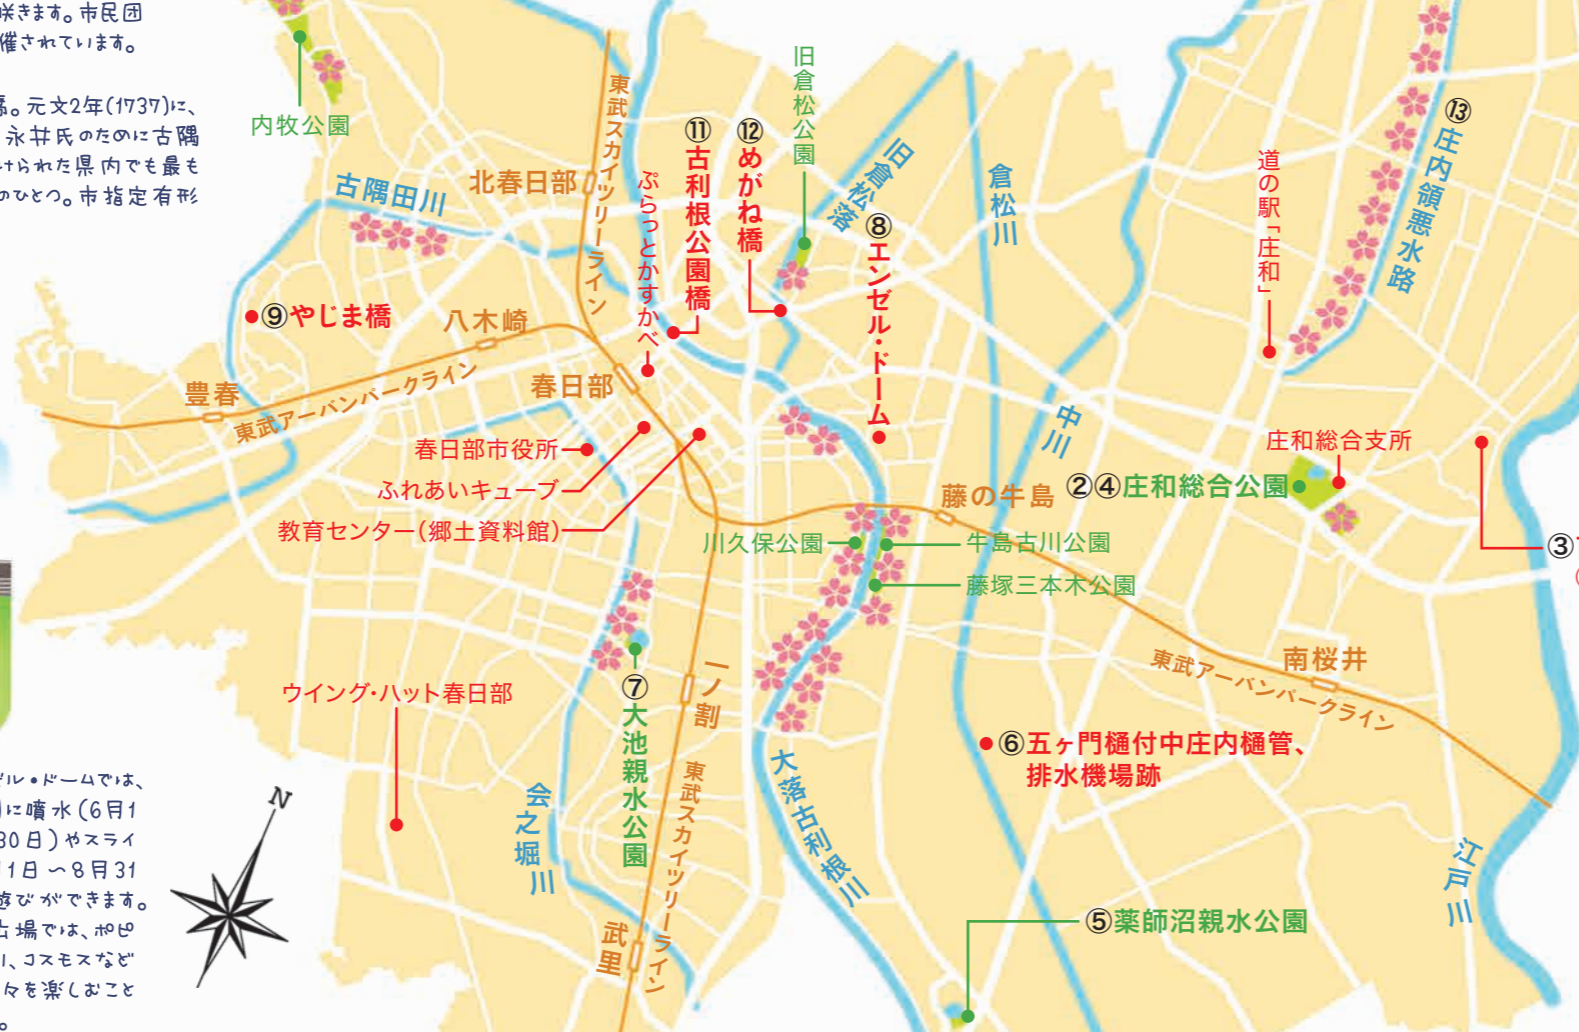 咲きます。市民団
催されています。
元文2年(1737)に、
永井氏のために古隅
けられた県内でも最も
のひとつ。市指定有形
内牧公園
古隅田川
北春日部
東武スカイツリーライン
ぷらっとかすかべ
⑪古利根公園橋
⑫めがね橋
旧倉松公園
旧倉松落
⑧エンゼル・ドーム
倉松川
道の駅「庄和」
⑬庄内領悪水路
⑨やじま橋
八木崎
豊春
東武アーバンパークライン
春日部
春日部市役所
ふれあいキューブ
教育センター(郷土資料館)
中川
庄和総合支所
②④庄和総合公園
藤の牛島
川久保公園
牛島古川公園
藤塚三本木公園
③
ウイング・ハット春日部
⑦大池親水公園
一ノ割
東武スカイツリーライン
南桜井
東武アーバンパークライン
⑥五ヶ門樋付中庄内樋管、
排水機場跡
大落古利根川
会之堀川
江戸川
武里
⑤薬師沼親水公園
N
ル・ドームでは、
に噴水(6月1
30日)やスライ
1日〜8月31
遊びができます。
広場では、ポピ
、コスモスなど
々を楽しむこと
。